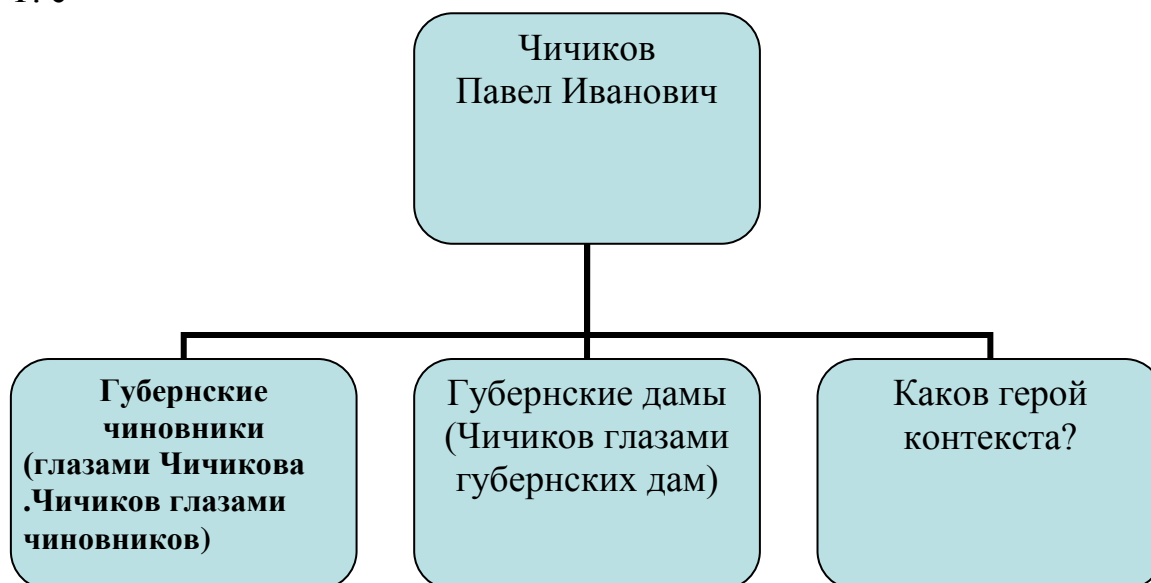 Чичиков
Павел Иванович
Губернские
чиновники
(глазами Чичикова
.Чичиков глазами
чиновников)
Губернские дамы
(Чичиков глазами
губернских дам)
Каков герой
контекста?